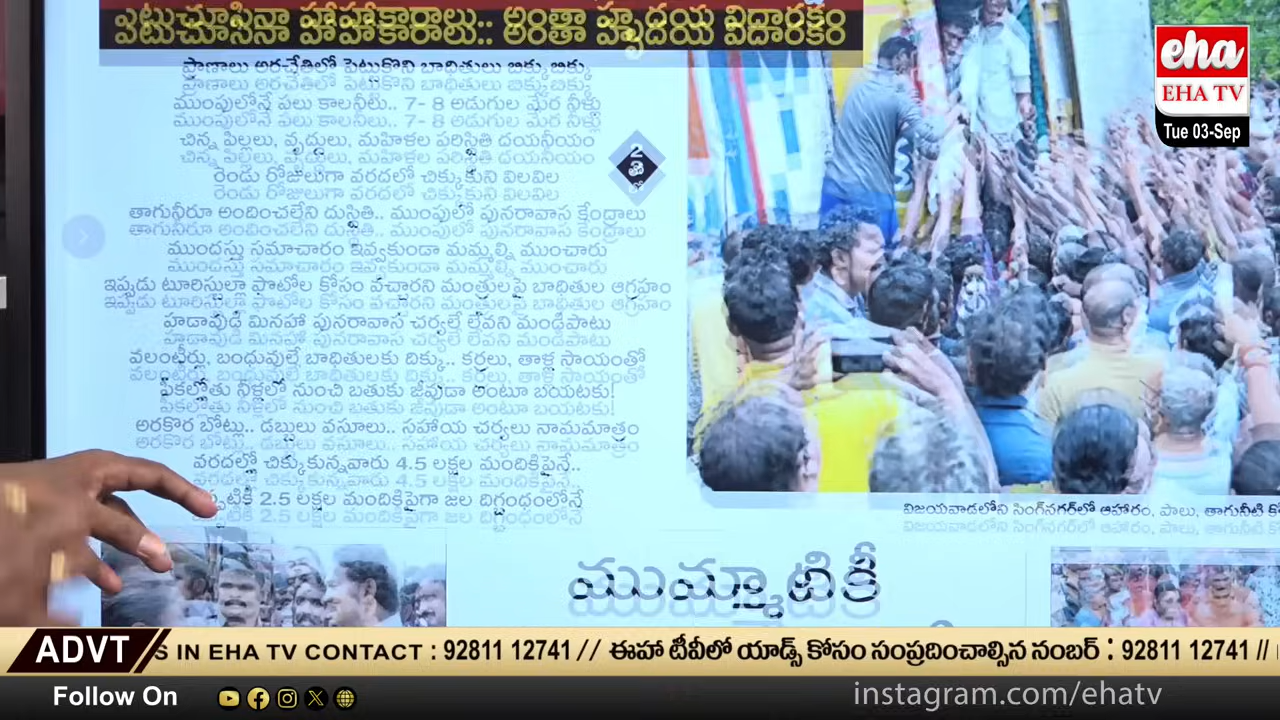 ఎటుచూసినా హాహాకారాలు.. అంతా హృదయ విదారకం
ప్రాణాలు అరచేతిలో పెట్టుకొని బాధితులు బిక్కుబిక్కు
ముంపులోనే పలు కాలనీలు.. 7- 8 అడుగుల మేర నీళ్లు
చిన్న పిల్లలు, వృద్ధులు, మహిళల పరిస్థితి దయనీయం
రెండు రోజులుగా వరదలో చిక్కుకుని విలవిల
తాగునీరూ అందించలేని దుస్థితి.. ముంపులో పునరావాస కేంద్రాలు
ముందస్తు సమాచారం ఇవ్వకుండా మమ్మల్ని ముంచారు
ఇప్పుడు టూరిస్టుల్లా ఫొటోల కోసం వచ్చారని మంత్రులపై బాధితుల ఆగ్రహం
హడావుడి మినహా పునరావాస చర్యలే లేవని మండిపాటు
వలంటీర్లు, బంధువులే బాధితులకు దిక్కు.. కర్రలు, తాళ్ల సాయంతో
పీకల్లోతు నీళ్లలో నుంచి బతుకు జీవుడా అంటూ బయటకు!
అరకొర బోట్లు.. డబ్బులు వసూలు.. సహాయ చర్యలు నామమాత్రం
వరదల్లో చిక్కుకున్నవారు 4.5 లక్షల మందికిపైనే..
ఇప్పటికీ 2.5 లక్షల మందికిపైగా జల దిగ్బంధంలోనే
విజయవాడలోని సింగ్‌నగర్‌లో ఆహారం, పాలు, తాగునీటి కో
ముమ్మాటికీ
eha
EHA TV
Tue 03-Sep
ADVT
S IN EHA TV CONTACT : 92811 12741 // ఈహా టీవీలో యాడ్స్ కోసం సంప్రదించాల్సిన నంబర్ : 92811 12741 //
Follow On
instagram.com/ehatv